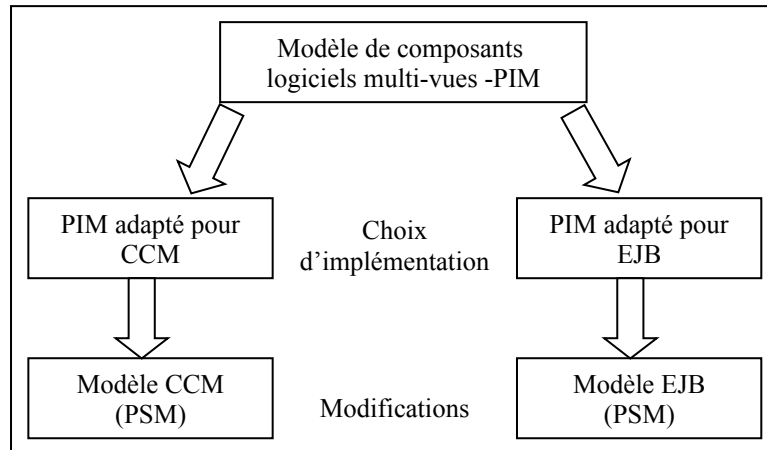 Modèle de composants
logiciels multi-vues -PIM
PIM adapté pour
CCM
Choix
d’implémentation
PIM adapté pour
EJB
Modèle CCM
(PSM)
Modifications
Modèle EJB
(PSM)